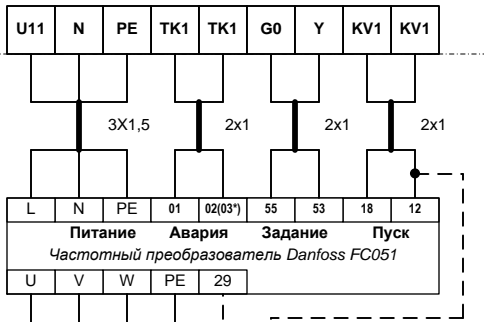 U11 N PE TK1 TK1 G0 Y KV1 KV1
3X1,5 2x1 2x1 2x1
L N PE 01 02(03*) 55 53 18 12
Питание Авария Задание Пуск
Частотный преобразователь Danfoss FC051
U V W PE 29